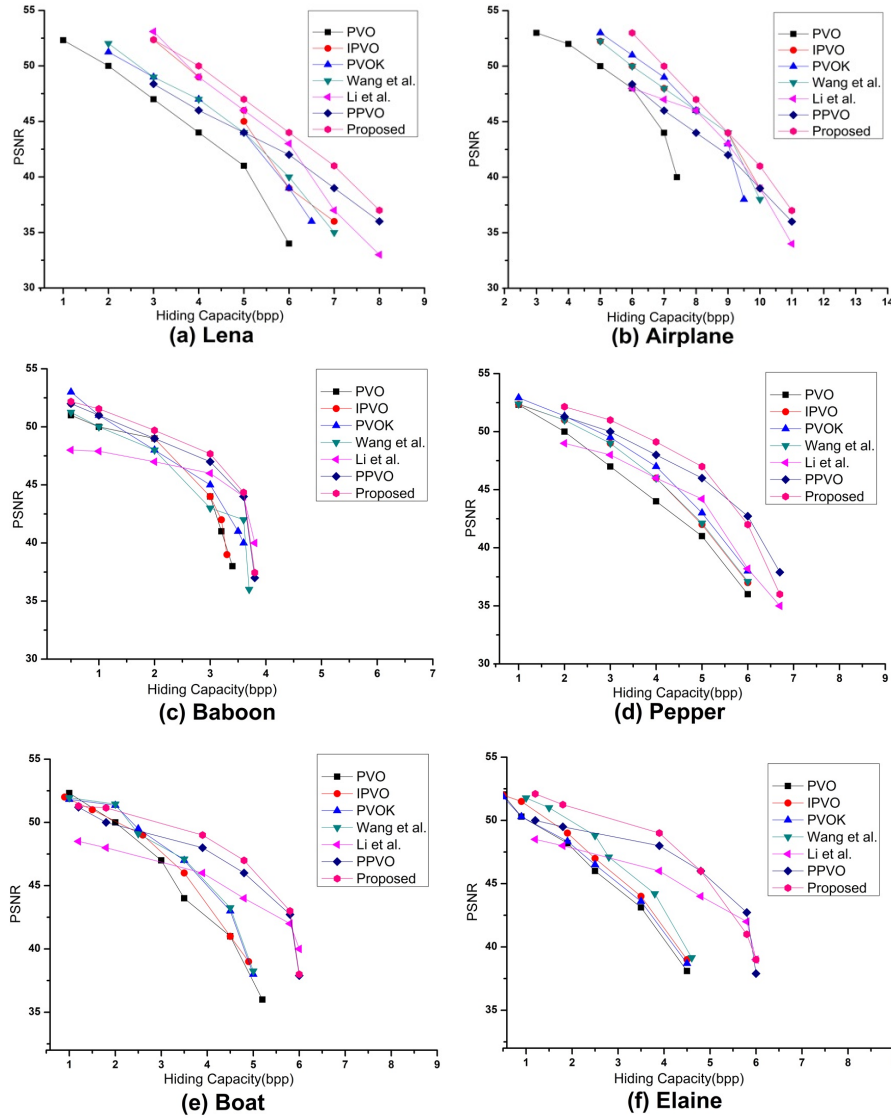 55
50
45
40
35
30
PSNR
PVO
IPVO
PVOK
Wang et al.
Li et al.
PPVO
Proposed
1 2 3 4 5 6 7 8 9
Hiding Capacity(bpp)
(a) Lena
55
50
45
40
35
30
PSNR
PVO
IPVO
PVOK
Wang et al.
Li et al.
PPVO
Proposed
2 3 4 5 6 7 8 9 10 11 12 13 14
Hiding Capacity(bpp)
(b) Airplane
55
50
45
40
35
30
PSNR
PVO
IPVO
PVOK
Wang et al.
Li et al.
PPVO
Proposed
1 2 3 4 5 6 7
Hiding Capacity(bpp)
(c) Baboon
55
50
45
40
35
30
PSNR
PVO
IPVO
PVOK
Wang et al.
Li et al.
PPVO
Proposed
1 2 3 4 5 6 7 8 9
Hiding Capacity(bpp)
(d) Pepper
55
50
45
40
35
PSNR
PVO
IPVO
PVOK
Wang et al.
Li et al.
PPVO
Proposed
1 2 3 4 5 6 7 8
Hiding Capacity(bpp)
(e) Boat
55
50
45
40
35
PSNR
PVO
IPVO
PVOK
Wang et al.
Li et al.
PPVO
Proposed
1 2 3 4 5 6 7 8
Hiding Capacity(bpp)
(f) Elaine